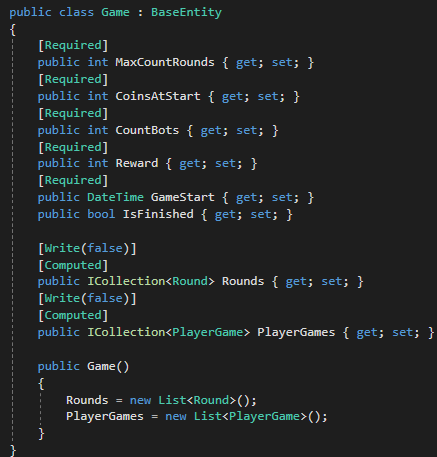 public class Game : BaseEntity
{
[Required]
public int MaxCountRounds { get; set; }
[Required]
public int CoinsAtStart { get; set; }
[Required]
public int CountBots { get; set; }
[Required]
public int Reward { get; set; }
[Required]
public DateTime GameStart { get; set; }
public bool IsFinished { get; set; }
[Write(false)]
[Computed]
public ICollection<Round> Rounds { get; set; }
[Write(false)]
[Computed]
public ICollection<PlayerGame> PlayerGames { get; set; }
public Game()
{
Rounds = new List<Round>();
PlayerGames = new List<PlayerGame>();
}
}